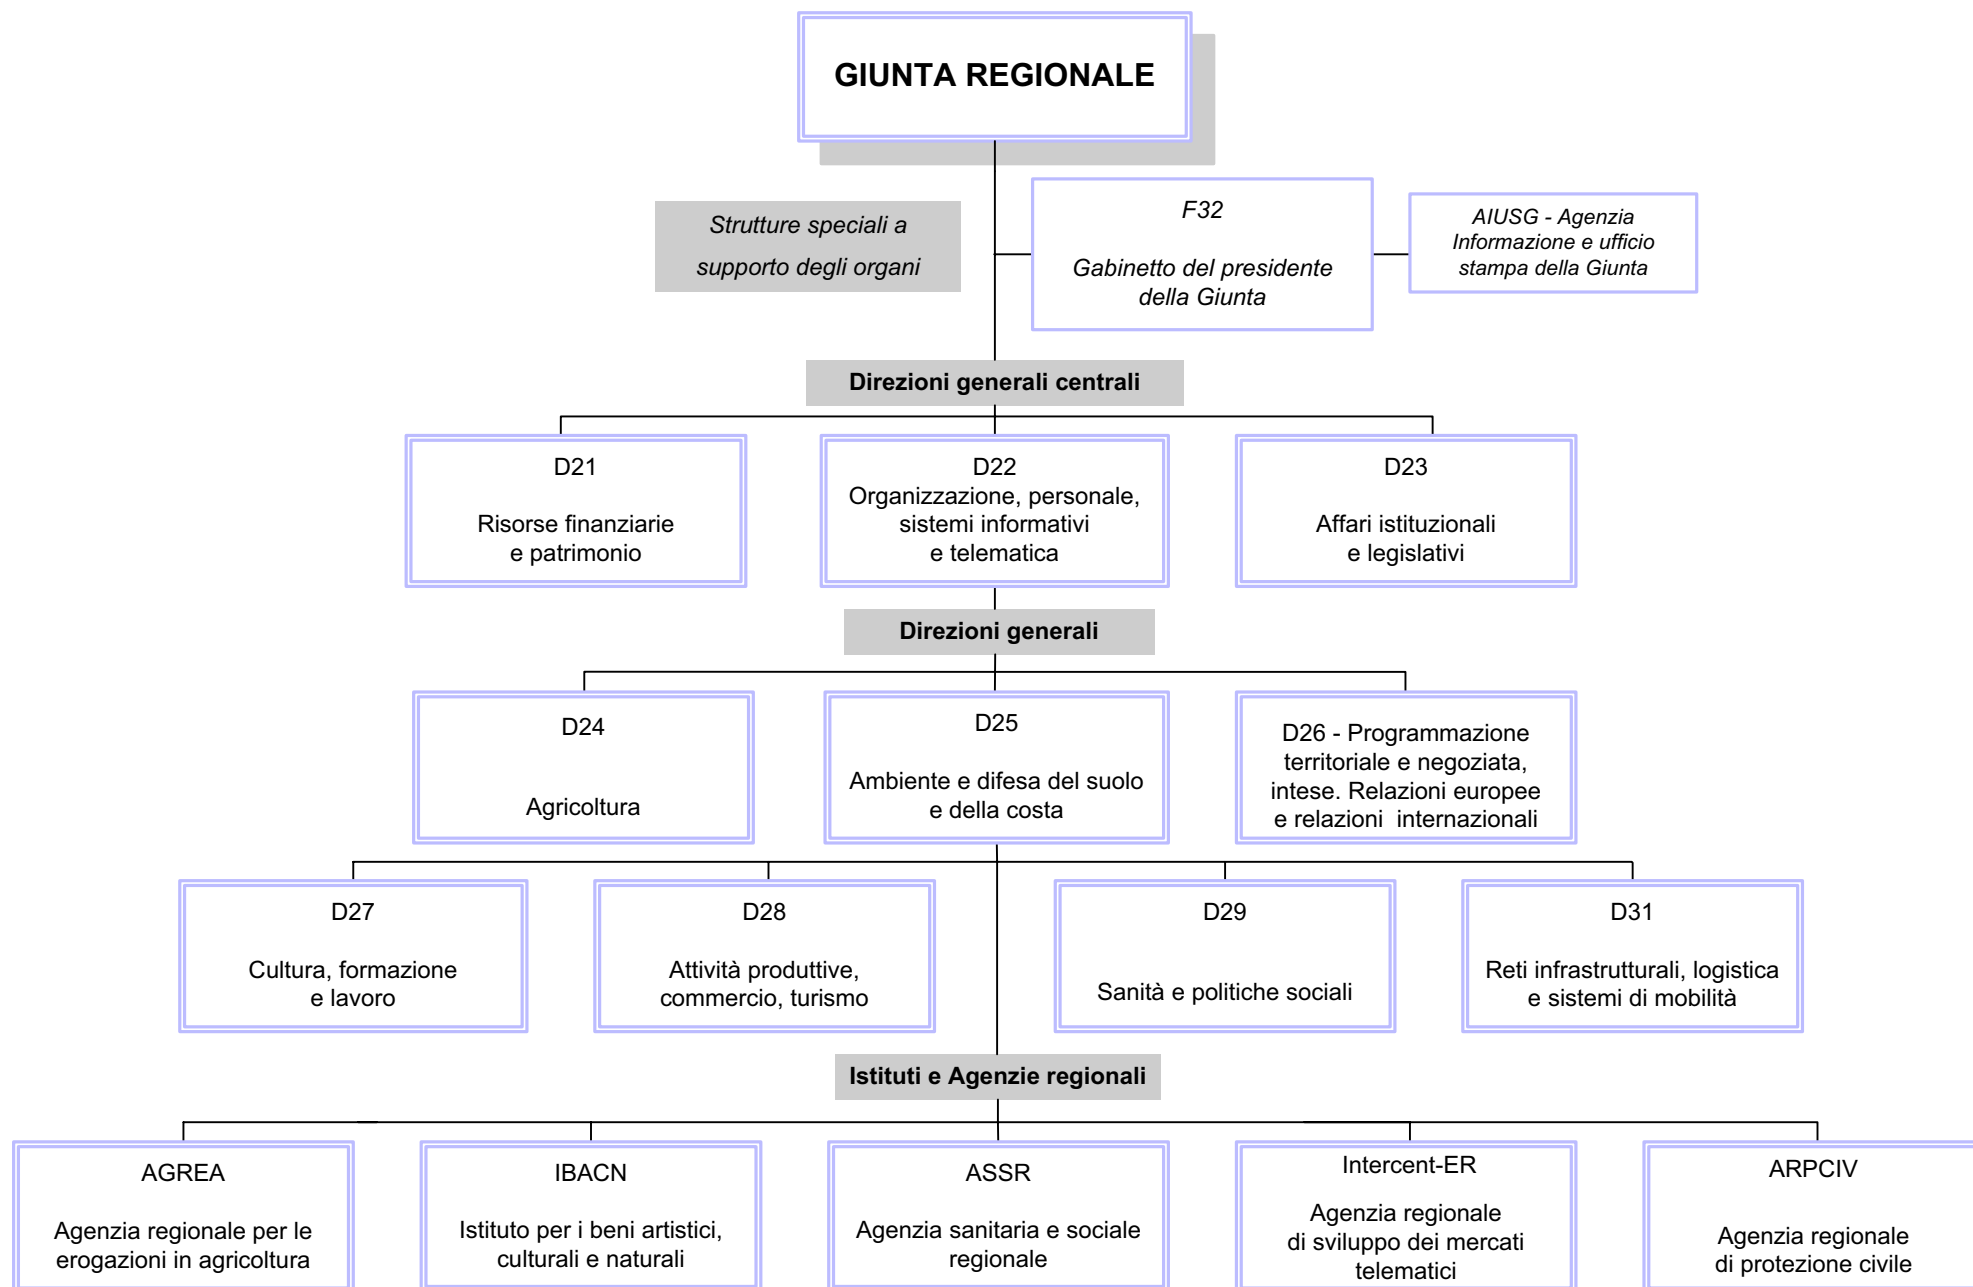 GIUNTA REGIONALE
Strutture speciali a
supporto degli organi
F32
Gabinetto del presidente
della Giunta
AIUSG - Agenzia
Informazione e ufficio
stampa della Giunta
Direzioni generali centrali
D21
Risorse finanziarie
e patrimonio
D22
Organizzazione, personale,
sistemi informativi
e telematica
D23
Affari istituzionali
e legislativi
Direzioni generali
D24
Agricoltura
D25
Ambiente e difesa del suolo
e della costa
D26 - Programmazione
territoriale e negoziata,
intese. Relazioni europee
e relazioni internazionali
D27
Cultura, formazione
e lavoro
D28
Attività produttive,
commercio, turismo
D29
Sanità e politiche sociali
D31
Reti infrastrutturali, logistica
e sistemi di mobilità
Istituti e Agenzie regionali
AGREA
Agenzia regionale per le
erogazioni in agricoltura
IBACN
Istituto per i beni artistici,
culturali e naturali
ASSR
Agenzia sanitaria e sociale
regionale
Intercent-ER
Agenzia regionale
di sviluppo dei mercati
telematici
ARPCIV
Agenzia regionale
di protezione civile